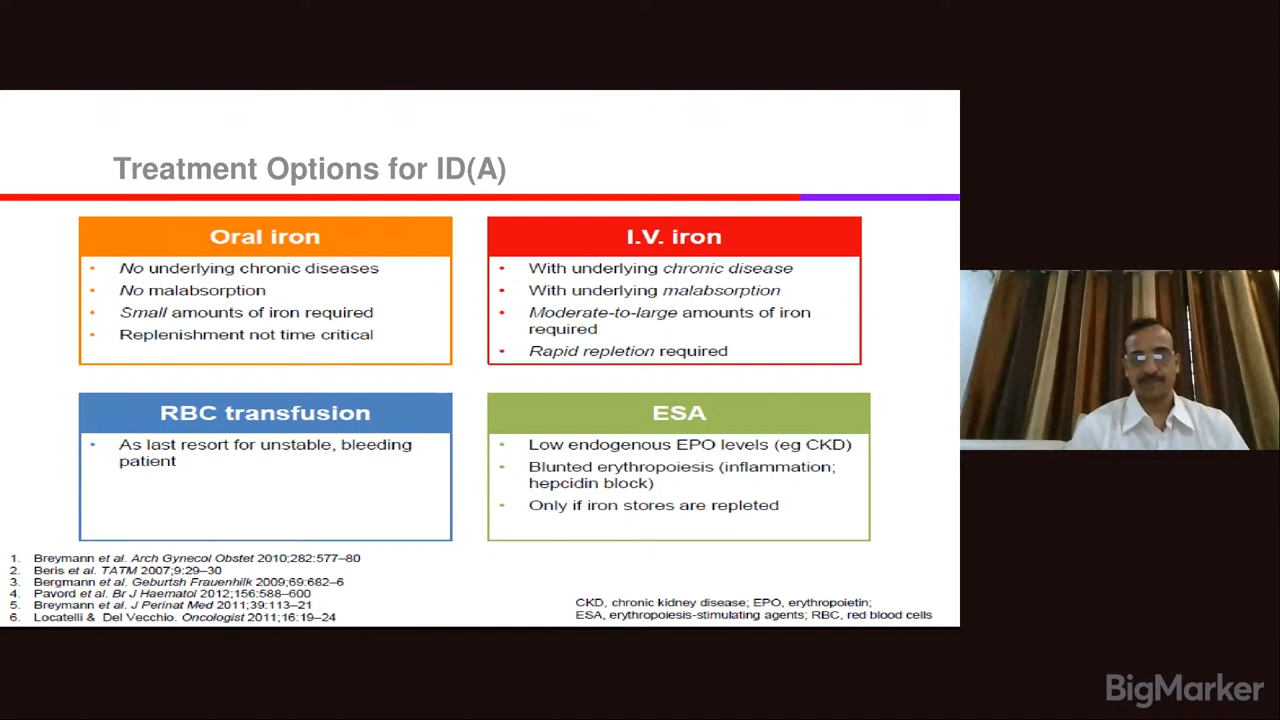 Treatment Options for ID(A)
Oral iron
• No underlying chronic diseases
• No malabsorption
• Small amounts of iron required
• Replenishment not time critical
I.V. iron
• With underlying chronic disease
• With underlying malabsorption
• Moderate-to-large amounts of iron
required
• Rapid repletion required
RBC transfusion
• As last resort for unstable, bleeding
patient
ESA
• Low endogenous EPO levels (eg CKD)
• Blunted erythropoiesis (inflammation;
hepcidin block)
• Only if iron stores are repleted
1. Breymann et al. Arch Gynecol Obstet 2010;282:577–80
2. Beris et al. TATM 2007;9:29–30
3. Bergmann et al. Geburtsh Frauenhilk 2009;69:682–6
4. Pavord et al. Br J Haematol 2012;156:588–600
5. Breymann et al. J Perinat Med 2011;39:113–21
6. Locatelli & Del Vecchio. Oncologist 2011;16:19–24
CKD, chronic kidney disease; EPO, erythropoietin;
ESA, erythropoiesis-stimulating agents; RBC, red blood cells
BigMarker